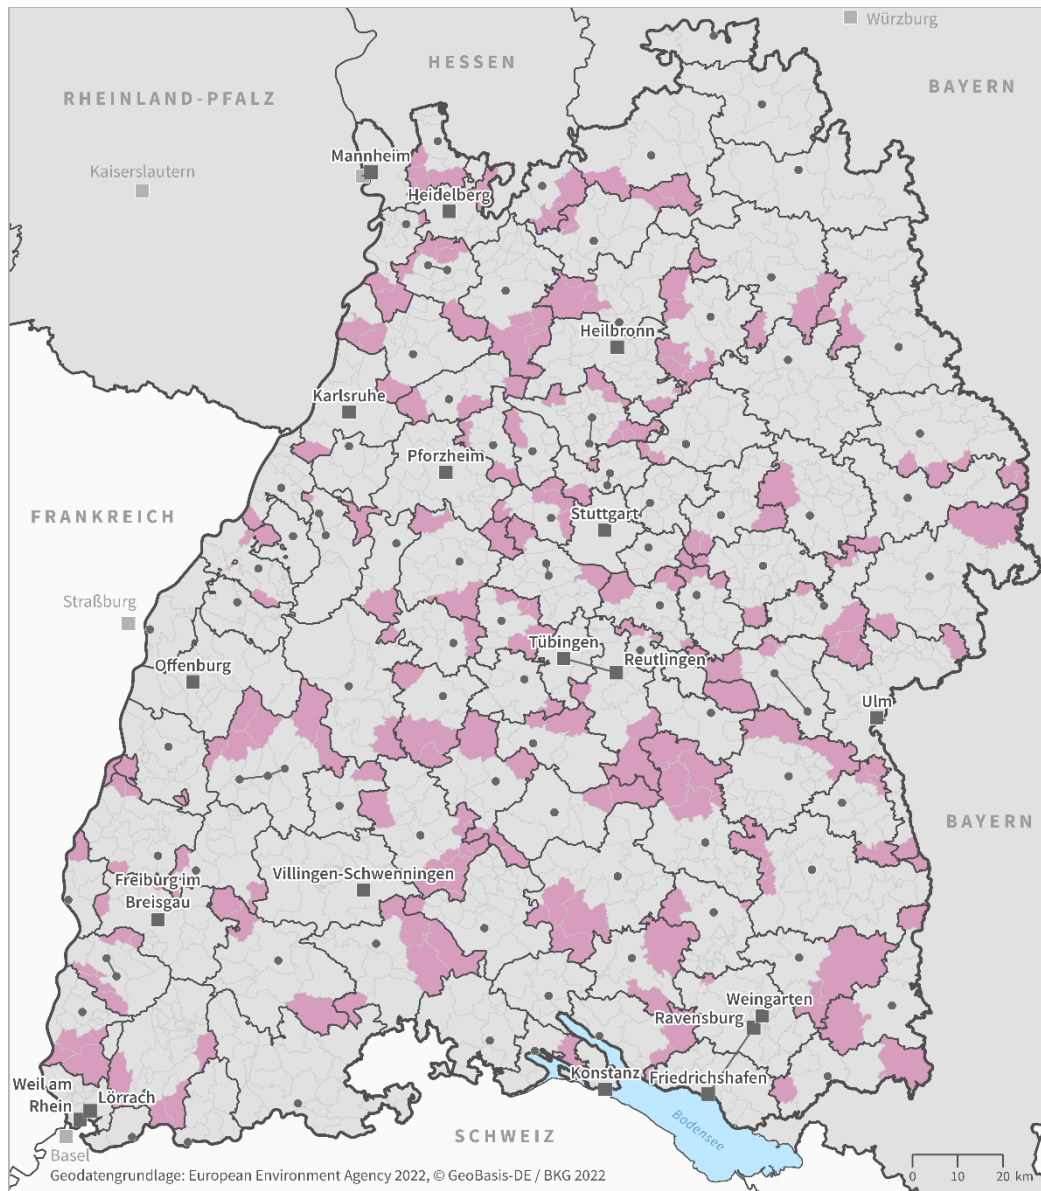 Würzburg
HESSEN
BAYERN
RHEINLAND-PFALZ
Mannheim
Kaiserslautern
Heidelberg
Heilbronn
Karlsruhe
Pforzheim
FRANKREICH
Stuttgart
Straßburg
Tübingen
Reutlingen
Offenburg
Ulm
BAYERN
Villingen-Schwenningen
Freiburg im
Breisgau
Weingarten
Ravensburg
Konstanz
Friedrichshafen
Weil am
Rhein
Lörrach
Bodensee
SCHWEIZ
Basel
Geodatengrundlage: European Environment Agency 2022, © GeoBasis-DE / BKG 2022
0 10 20 km